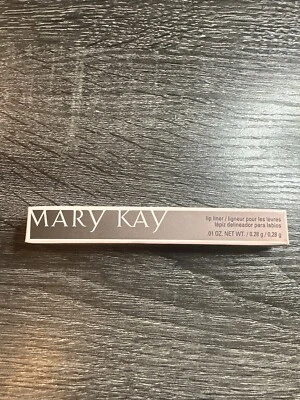 MARY KAY
lip liner / ligneur pour les lèvres
lápiz delineador para labios
.01 OZ. NET WT. / 0,28 g / 0.28 g